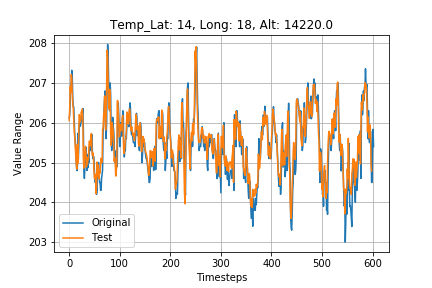 Temp_Lat: 14, Long: 18, Alt: 14220.0
Value Range
208
207
206
205
204
203
Original
Test
0 100 200 300 400 500 600
Timesteps